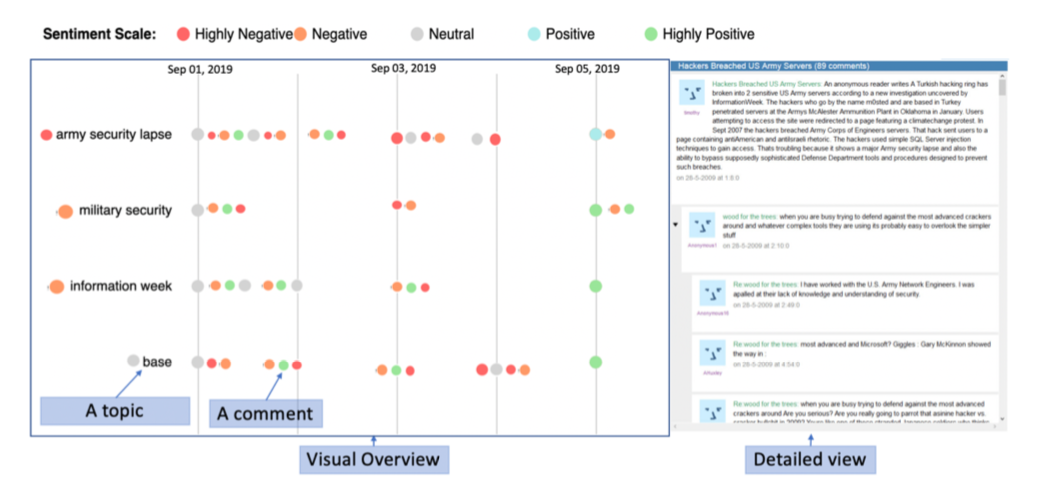 Sentiment Scale: Highly Negative Negative Neutral Positive Highly Positive
Sep 01, 2019 Sep 03, 2019 Sep 05, 2019
army security lapse
military security
information week
base
A topic
A comment
Visual Overview
Hackers Breached US Army Servers (89 comments)
Hackers Breached US Army Servers: An anonymous reader writes A Turkish hacking ring has
broken into 2 sensitive US Army servers according to a new investigation uncovered by
InformationWeek. The hackers who go by the name m0sted and are based in Turkey
penetrated servers at the Armys McAlester Ammunition Plant in Oklahoma in January. Users
attempting to access the site were redirected to a page featuring a climatechange protest. In
Sept 2007 the hackers breached Army Corps of Engineers servers. That hack sent users to a
page containing antiAmerican and antiIsraeli rhetoric. The hackers used simple SQL Server injection
techniques to gain access. Thats troubling because it shows a major Army security lapse and also the
ability to bypass supposedly sophisticated Defense Department tools and procedures designed to prevent
such breaches.
on 28-5-2009 at 1:8:0
timothy
wood for the trees: when you are busy trying to defend against the most advanced crackers
around and whatever complex tools they are using its probably easy to overlook the simpler
stuff
on 28-5-2009 at 2:10:0
Re:wood for the trees: I have worked with the U.S. Army Network Engineers. I was
apalled at their lack of knowledge and understanding of security.
on 28-5-2009 at 2:49:0
Re:wood for the trees: most advanced and Microsoft? Giggles : Gary McKinnon showed
the way in :
on 28-5-2009 at 4:54:0
Re:wood for the trees: when you are busy trying to defend against the most advanced
crackers around Are you serious? Are you really going to parrot that asinine hacker vs.
Detailed view